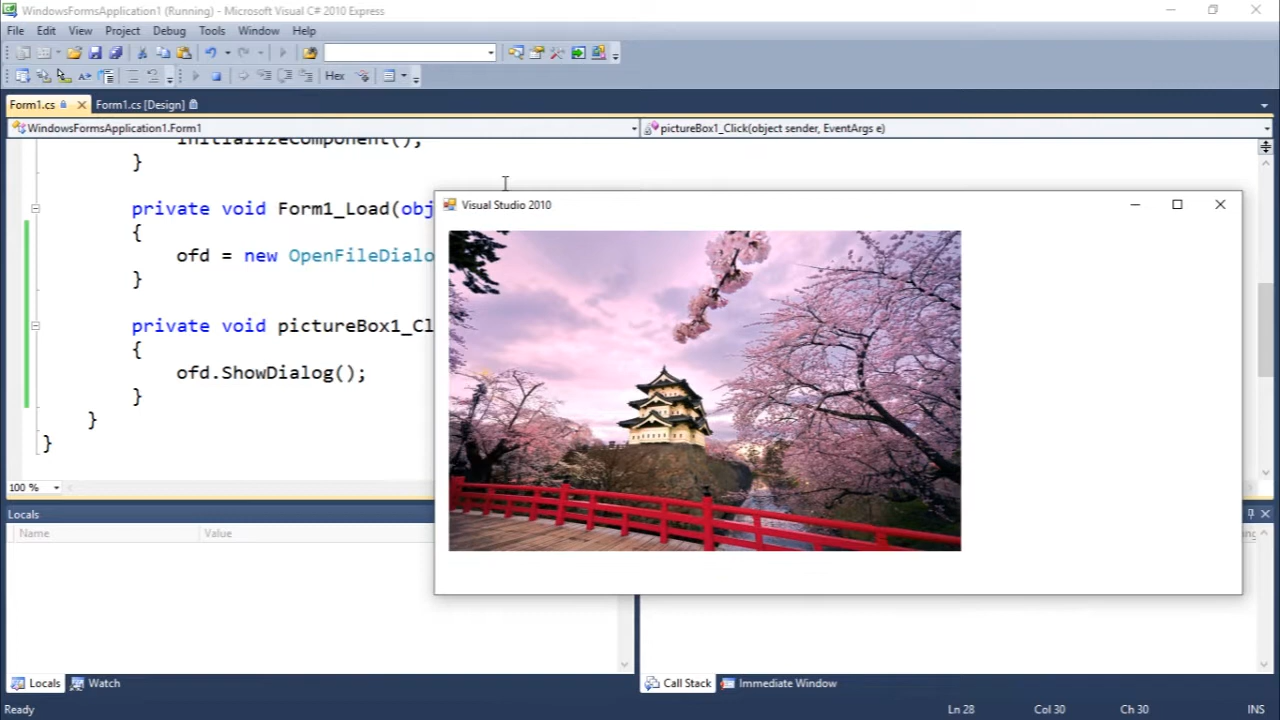 WindowsFormsApplication1 (Running) - Microsoft Visual C# 2010 Express
File Edit View Project Debug Tools Window Help
Hex
Form1.cs Form1.cs [Design]
WindowsFormsApplication1.Form1 pictureBox1_Click(object sender, EventArgs e)
InitializeComponent();
}
private void Form1_Load(obj
Visual Studio 2010
{
ofd = new OpenFileDialo
}
private void pictureBox1_Cl
{
ofd.ShowDialog();
}
}
}
100 %
Locals
Name Value
Locals Watch Call Stack Immediate Window
Ready Ln 28 Col 30 Ch 30 INS